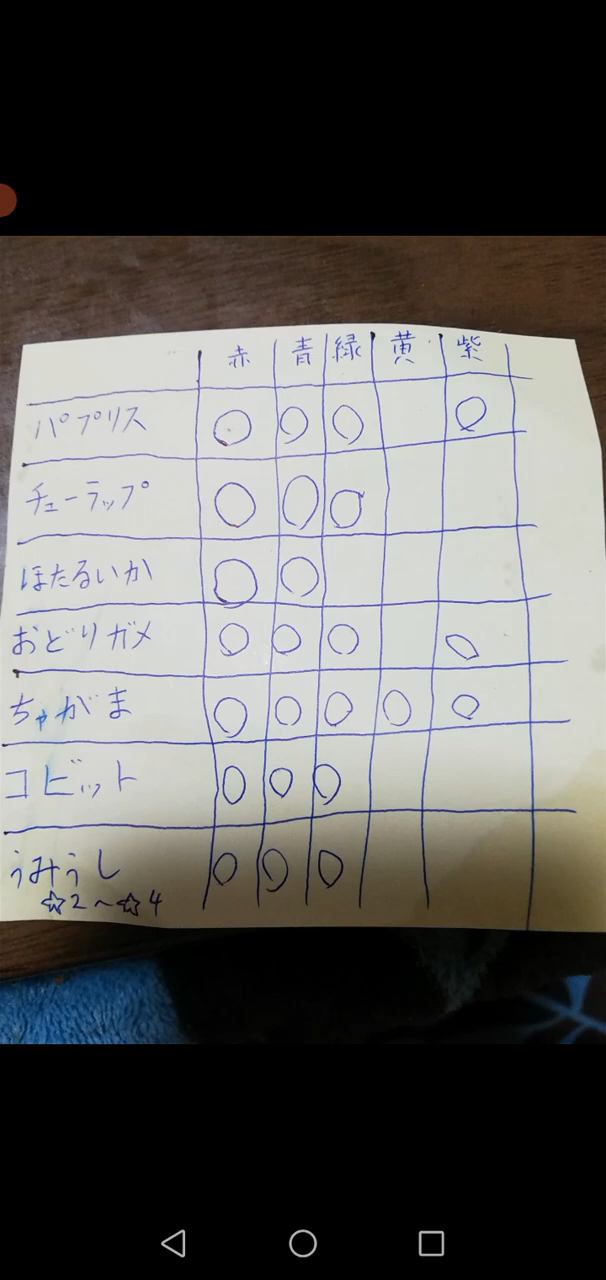 赤 青 緑 黄 紫
パプリス ○ ○ ○ ○
チューラップ ○ ○ ○
ほたるいか ○ ○
おどりガメ ○ ○ ○ ○
ちゃがま ○ ○ ○ ○ ○
コビット ○ ○ ○
うみうし ○ ○ ○
☆2~☆4